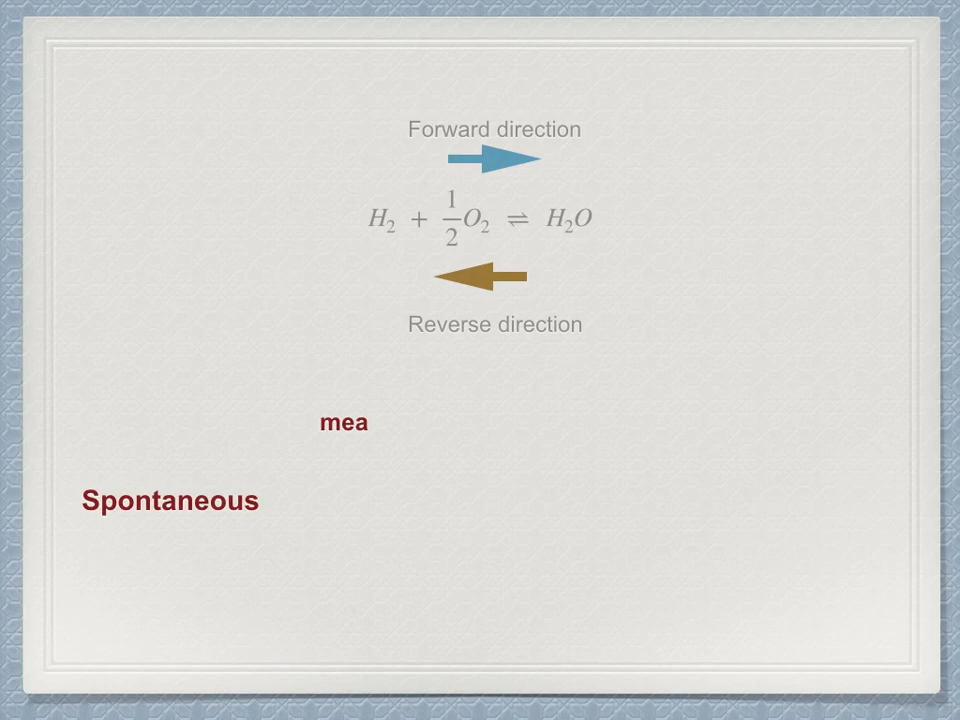 Forward direction
H₂ + 1/2 O₂ ⇌ H₂O
Reverse direction
mea
Spontaneous